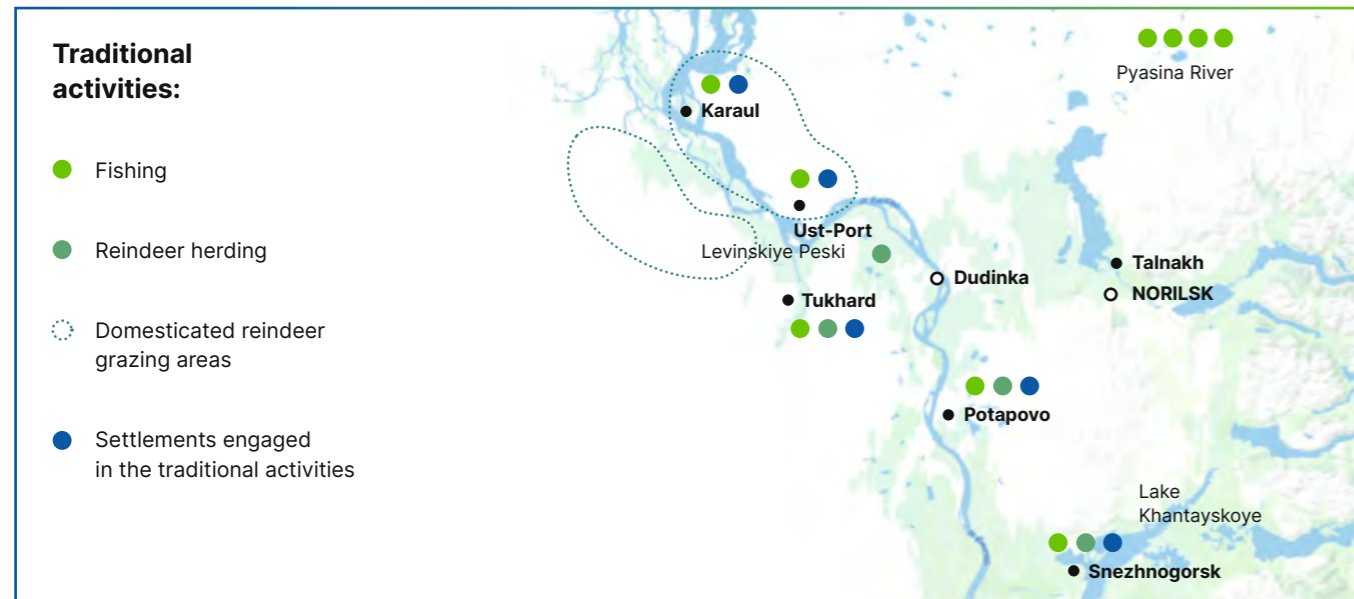 Traditional
activities:
Fishing
Reindeer herding
Domesticated reindeer
grazing areas
Settlements engaged
in the traditional activities
Pyasina River
Karaul
Ust-Port
Levinskiye Peski
Talnakh
Dudinka
NORILSK
Tukhard
Potapovo
Lake
Khantayskoye
Snezhnogorsk